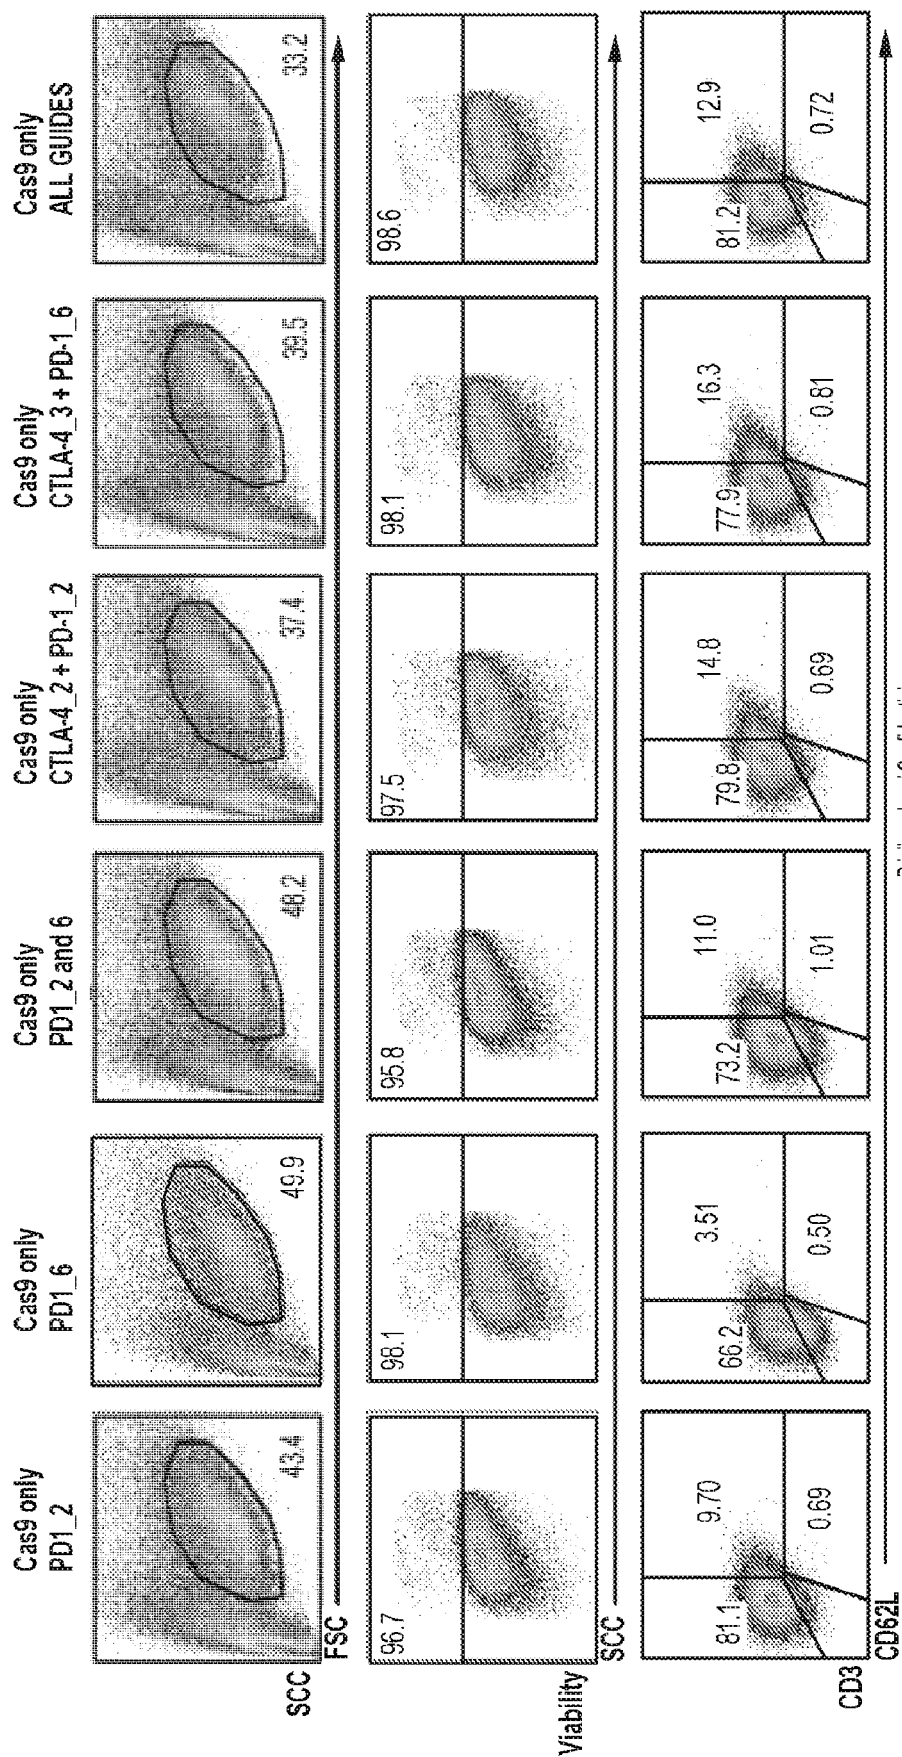 Cas9 only
PD1_2
Cas9 only
PD1_6
Cas9 only
PD1_2 and 6
Cas9 only
CTLA-4_2 + PD-1_2
Cas9 only
CTLA-4_3 + PD-1_6
Cas9 only
ALL GUIDES
SCC
43.4
49.9
48.2
37.4
39.5
33.2
FSC
Viability
96.7
98.1
95.8
97.5
98.1
98.6
SCC
CD3
81.1
9.70
0.69
66.2
3.51
0.50
73.2
11.0
1.01
79.8
14.8
0.69
77.9
16.3
0.81
81.2
12.9
0.72
CD62L